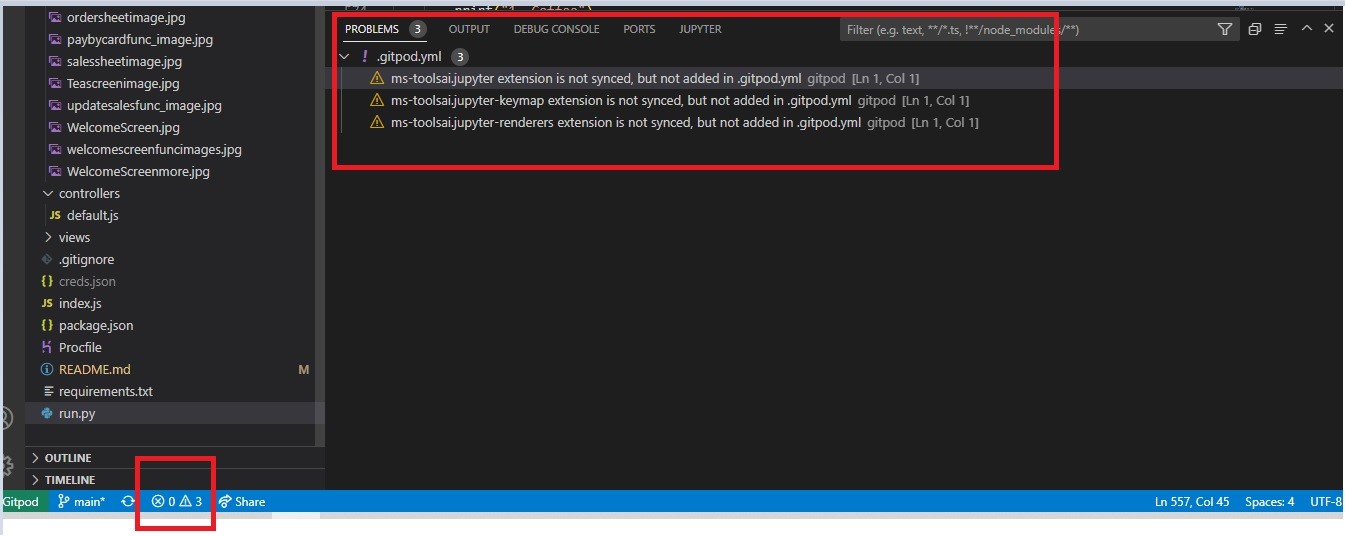 ordersheetimage.jpg
paybycardfunc_image.jpg
salessheetimage.jpg
Teascreenimage.jpg
updatesalesfunc_image.jpg
WelcomeScreen.jpg
welcomescreenfuncimages.jpg
WelcomeScreenmore.jpg
controllers
JS default.js
views
.gitignore
{} creds.json
JS index.js
{} package.json
Procfile
README.md M
requirements.txt
run.py
OUTLINE
TIMELINE
PROBLEMS 3 OUTPUT DEBUG CONSOLE PORTS JUPYTER Filter (e.g. text, **/*.ts, !**/node_modules/**)
! .gitpod.yml 3
ms-toolsai.jupyter extension is not synced, but not added in .gitpod.yml gitpod [Ln 1, Col 1]
ms-toolsai.jupyter-keymap extension is not synced, but not added in .gitpod.yml gitpod [Ln 1, Col 1]
ms-toolsai.jupyter-renderers extension is not synced, but not added in .gitpod.yml gitpod [Ln 1, Col 1]
Gitpod main* 0 3 Share Ln 557, Col 45 Spaces: 4 UTF-8